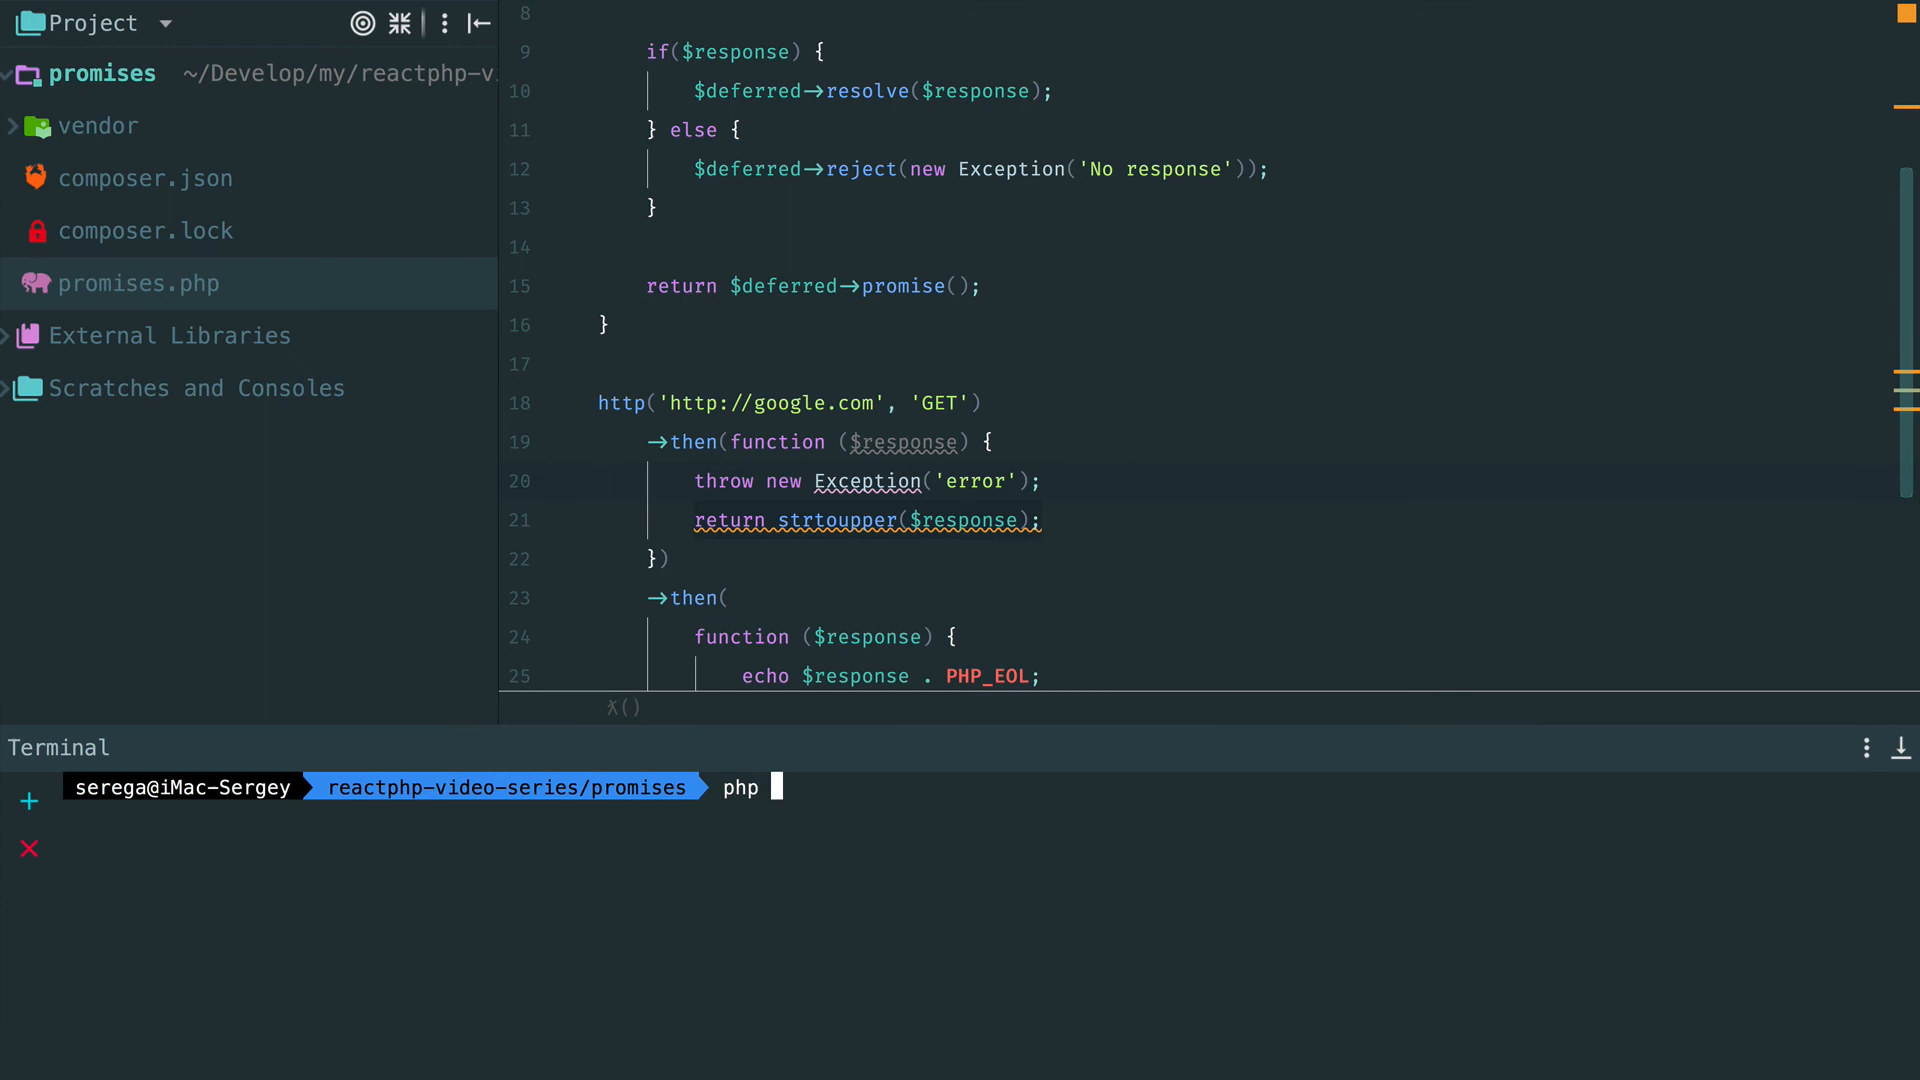 Project
promises ~/Develop/my/reactphp-vi
vendor
composer.json
composer.lock
promises.php
External Libraries
Scratches and Consoles
8
9 if($response) {
10 $deferred→resolve($response);
11 } else {
12 $deferred→reject(new Exception('No response'));
13 }
14
15 return $deferred→promise();
16 }
17
18 http('http://google.com', 'GET')
19 →then(function ($response) {
20 throw new Exception('error');
21 return strtoupper($response);
22 })
23 →then(
24 function ($response) {
25 echo $response . PHP_EOL;
λ()
Terminal
serega@iMac-Sergey reactphp-video-series/promises php